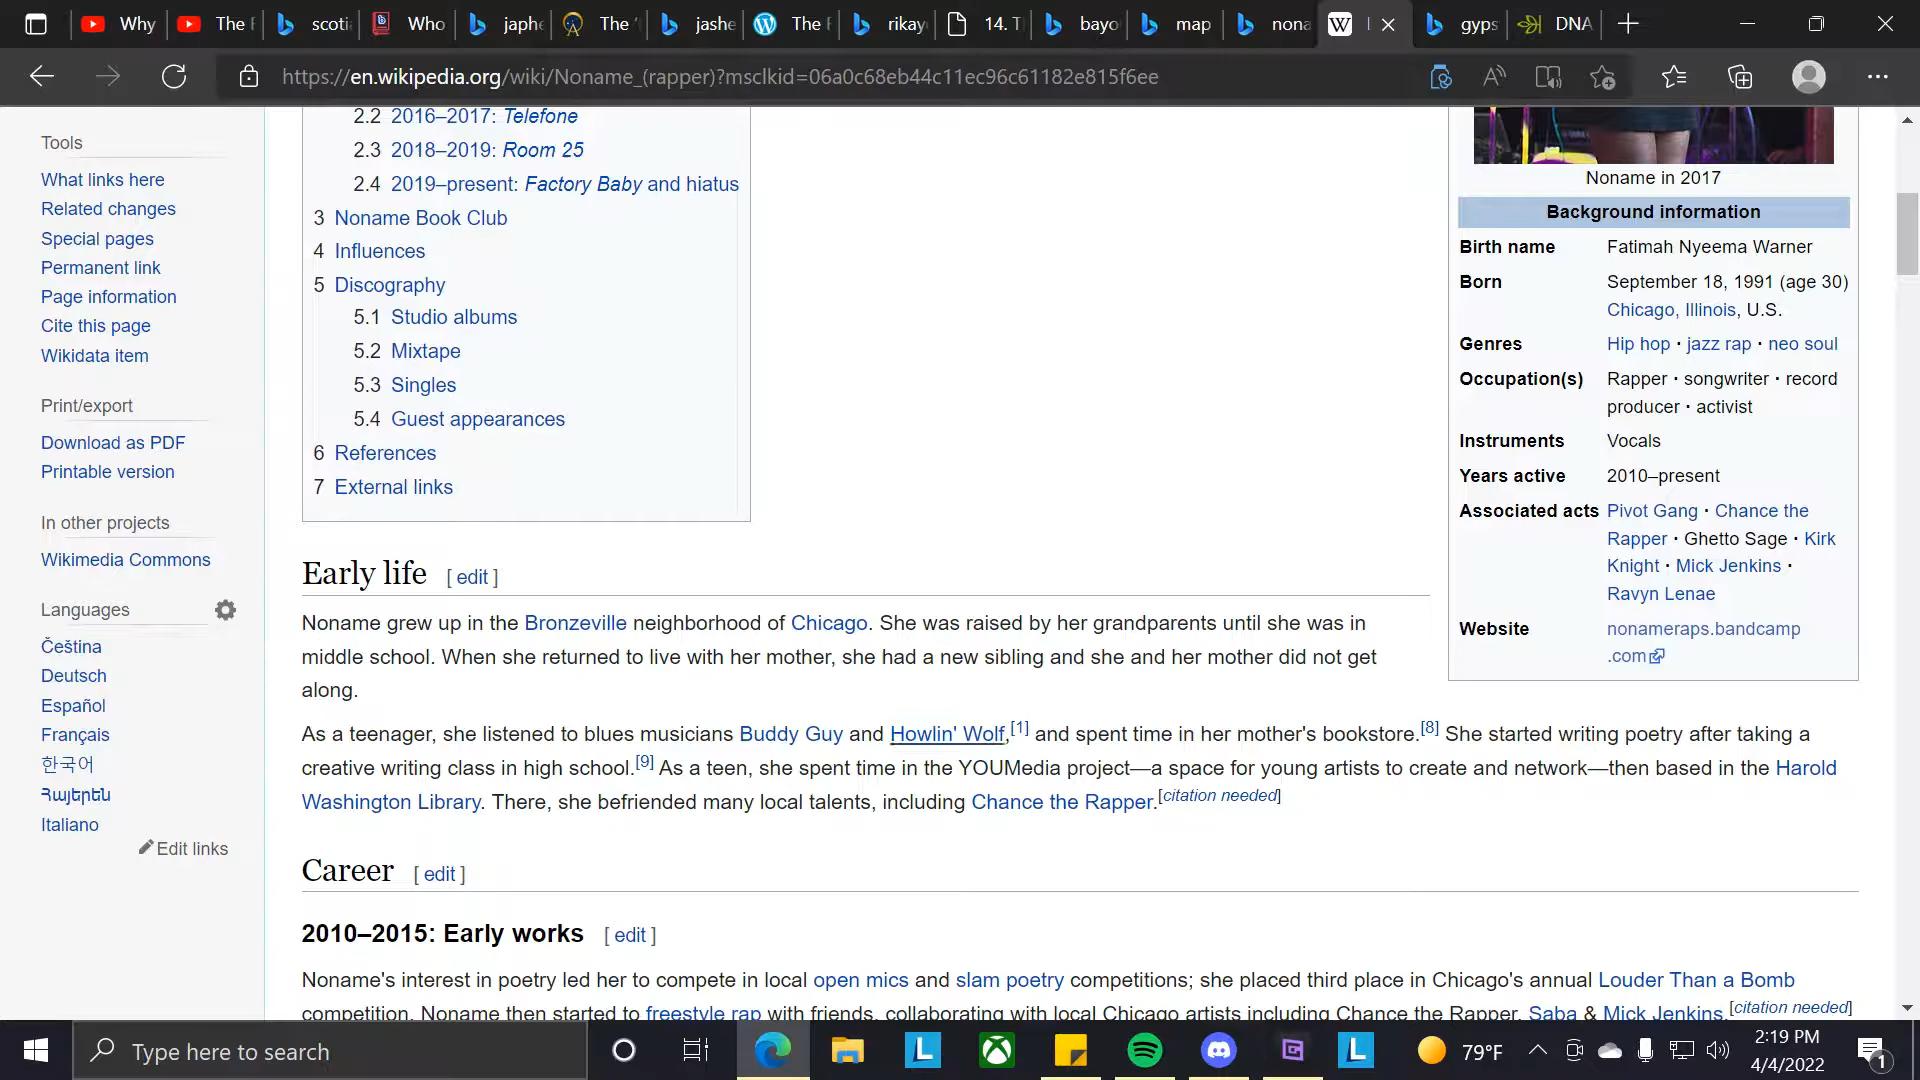 Why
The F
scoti
Who
japhe
The '
jashe
The F
rikay
14. T
bayo
map
nona
gyps
DNA
https://en.wikipedia.org/wiki/Noname_(rapper)?msclkid=06a0c68eb44c11ec96c61182e815f6ee
Tools
What links here
Related changes
Special pages
Permanent link
Page information
Cite this page
Wikidata item
Print/export
Download as PDF
Printable version
In other projects
Wikimedia Commons
Languages
Čeština
Deutsch
Español
Français
한국어
Հայերեն
Italiano
Edit links
2.2 2016–2017: Telefone
2.3 2018–2019: Room 25
2.4 2019–present: Factory Baby and hiatus
3 Noname Book Club
4 Influences
5 Discography
5.1 Studio albums
5.2 Mixtape
5.3 Singles
5.4 Guest appearances
6 References
7 External links
Noname in 2017
Background information
Birth name Fatimah Nyeema Warner
Born September 18, 1991 (age 30)
Chicago, Illinois, U.S.
Genres Hip hop · jazz rap · neo soul
Occupation(s) Rapper · songwriter · record
producer · activist
Instruments Vocals
Years active 2010–present
Associated acts Pivot Gang · Chance the
Rapper · Ghetto Sage · Kirk
Knight · Mick Jenkins ·
Ravyn Lenae
Website nonameraps.bandcamp
.com
Early life [ edit ]
Noname grew up in the Bronzeville neighborhood of Chicago. She was raised by her grandparents until she was in
middle school. When she returned to live with her mother, she had a new sibling and she and her mother did not get
along.
As a teenager, she listened to blues musicians Buddy Guy and Howlin' Wolf,[1] and spent time in her mother's bookstore.[8] She started writing poetry after taking a
creative writing class in high school.[9] As a teen, she spent time in the YOUMedia project—a space for young artists to create and network—then based in the Harold
Washington Library. There, she befriended many local talents, including Chance the Rapper.[citation needed]
Career [ edit ]
2010–2015: Early works [ edit ]
Noname's interest in poetry led her to compete in local open mics and slam poetry competitions; she placed third place in Chicago's annual Louder Than a Bomb
competition. Noname then started to freestyle rap with friends, collaborating with local Chicago artists including Chance the Rapper, Saba & Mick Jenkins.[citation needed]
Type here to search
79°F
2:19 PM
4/4/2022
1